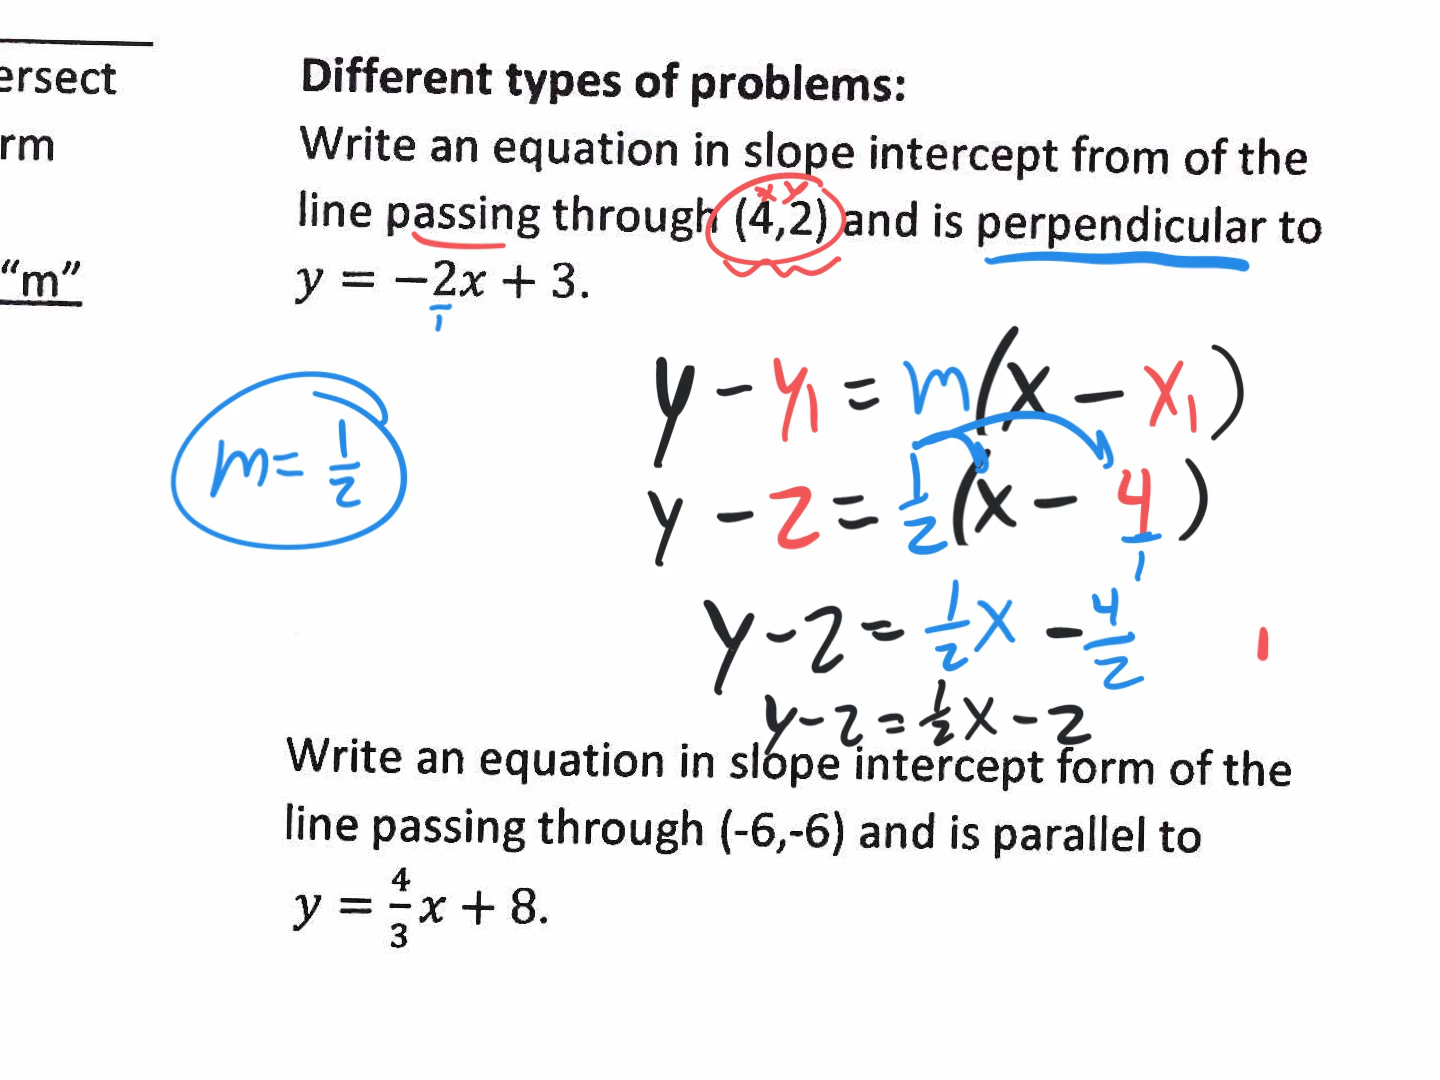 ersect
rm
"m"
Different types of problems:
Write an equation in slope intercept from of the
line passing through (4,2) and is perpendicular to
x y
y = −2x + 3.
1
m = 1/2
y − y₁ = m(x − x₁)
y − 2 = 1/2(x − 4/1)
y − 2 = 1/2x − 4/2
y − 2 = 1/2x − 2
Write an equation in slope intercept form of the
line passing through (-6,-6) and is parallel to
y = 4/3x + 8.